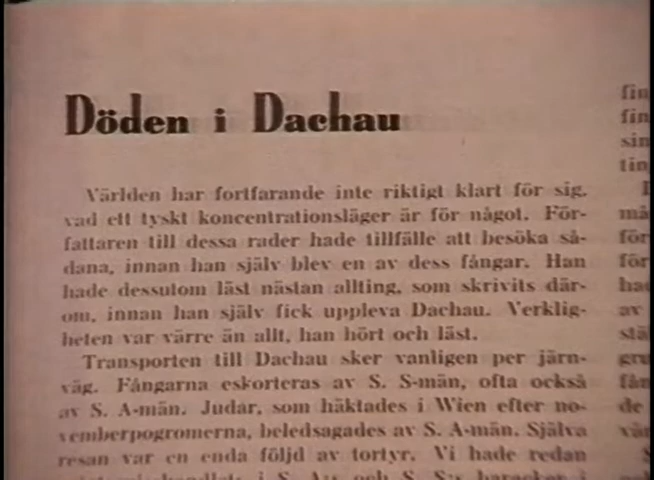 Döden i Dachau
Världen har fortfarande inte riktigt klart för sig,
vad ett tyskt koncentrationsläger är för något. För-
fattaren till dessa rader hade tillfälle att besöka så-
dana, innan han själv blev en av dess fångar. Han
hade dessutom läst nästan allting, som skrivits där-
om, innan han själv fick uppleva Dachau. Verklig-
heten var värre än allt, han hört och läst.
Transporten till Dachau sker vanligen per järn-
väg. Fångarna eskorteras av S. S-män, ofta också
av S. A-män. Judar, som häktades i Wien efter no-
vemberpogromerna, beledsagades av S. A-män. Själva
resan var en enda följd av tortyr. Vi hade redan